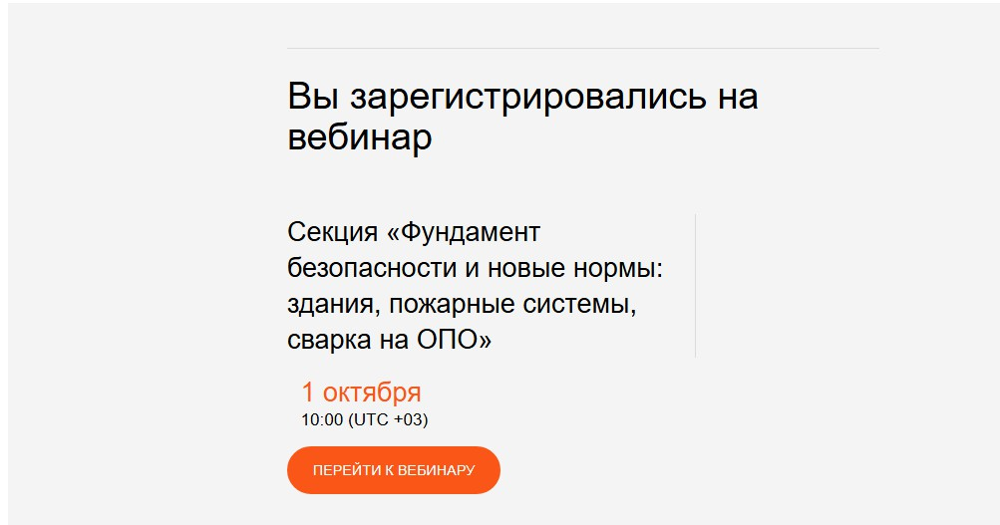 Вы зарегистрировались на
вебинар
Секция «Фундамент
безопасности и новые нормы:
здания, пожарные системы,
сварка на ОПО»
1 октября
10:00 (UTC +03)
ПЕРЕЙТИ К ВЕБИНАРУ